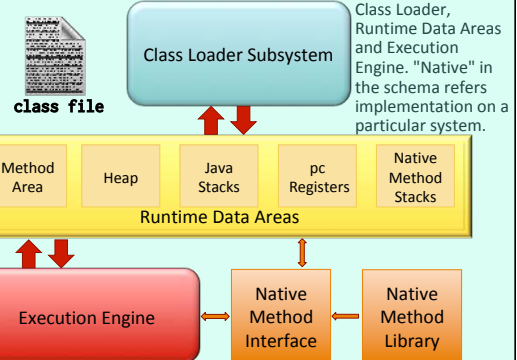 Class Loader,
Runtime Data Areas
and Execution
Engine. "Native" in
the schema refers
implementation on a
particular system.
Class Loader Subsystem
class file
Method
Area
Heap
Java
Stacks
pc
Registers
Native
Method
Stacks
Runtime Data Areas
Execution Engine
Native
Method
Interface
Native
Method
Library